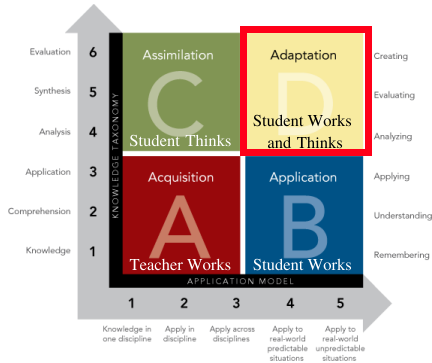 Evaluation
6
Synthesis
5
Analysis
4
Application
3
Comprehension
2
Knowledge
1
KNOWLEDGE TAXONOMY
Assimilation
C
Student Thinks
Adaptation
D
Student Works
and Thinks
Acquisition
A
Teacher Works
Application
B
Student Works
Creating
Evaluating
Analyzing
Applying
Understanding
Remembering
APPLICATION MODEL
1
2
3
4
5
Knowledge in
one discipline
Apply in
discipline
Apply across
disciplines
Apply to
real-world
predictable
situations
Apply to
real-world
unpredictable
situations